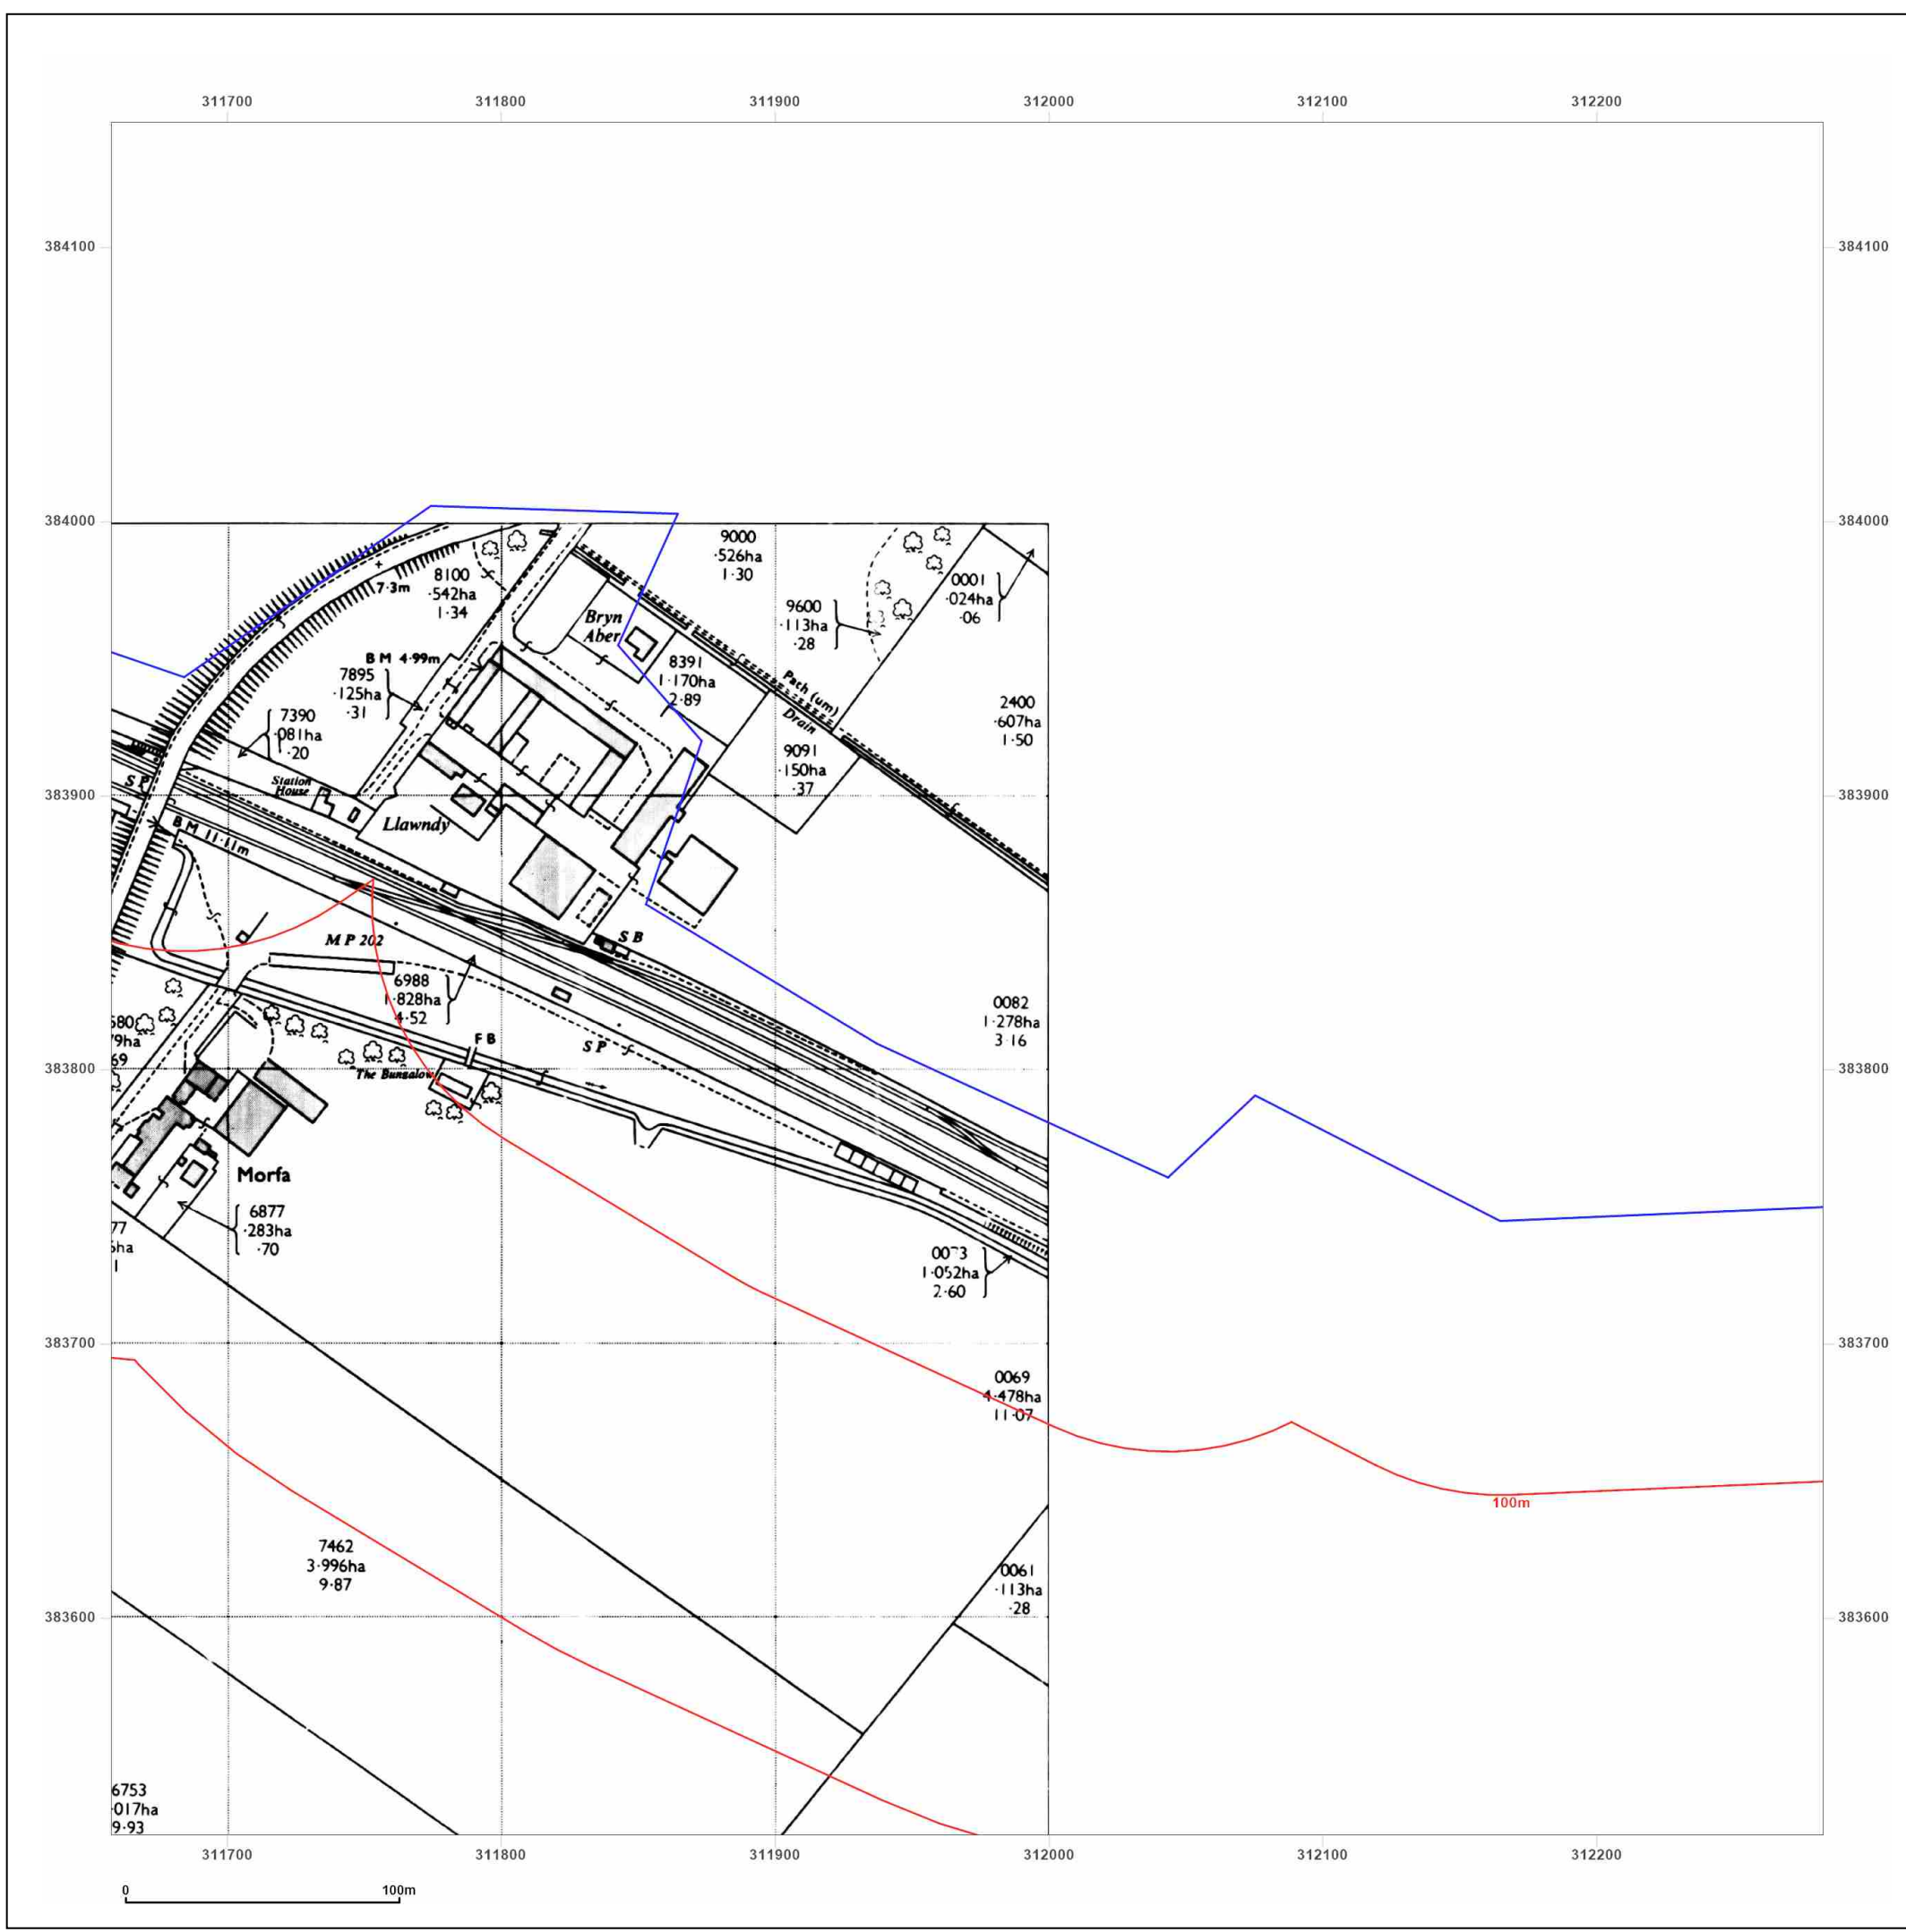 311700 311800 311900 312000 312100 312200
384100 384100
384000 384000
9000
·526ha
1·30
8100
·542ha
1·34
7·3m
0001
·024ha
·06
9600
·113ha
·28
Bryn
Aber
B M 4·99m
7895
·125ha
·31
8391
1·170ha
2·89
Path (um)
Drain
2400
·607ha
1·50
7390
·081ha
·20
9091
·150ha
·37
S P
Station
House
383900 383900
Llawndy
B M 11·11m
M P 202
S B
6988
1·828ha
4·52
0082
1·278ha
3·16
F B
S P
The Bungalow
383800 383800
Morfa
6877
·283ha
·70
1·052ha
2·60
383700 383700
0069
4·478ha
11·07
100m
7462
3·996ha
9·87
0061
·113ha
·28
383600 383600
6753
·017ha
9·93
311700 311800 311900 312000 312100 312200
0 100m